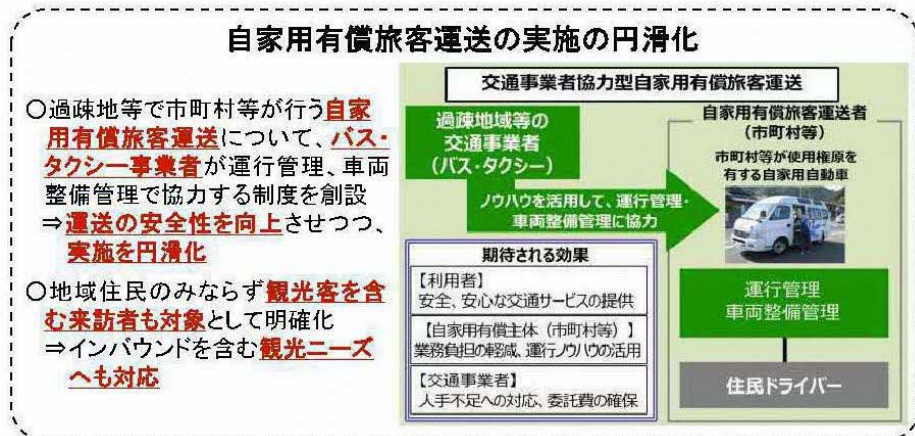 自家用有償旅客運送の実施の円滑化
○過疎地等で市町村等が行う自家
用有償旅客運送について、バス・
タクシー事業者が運行管理、車両
整備管理で協力する制度を創設
⇒運送の安全性を向上させつつ、
実施を円滑化
○地域住民のみならず観光客を含
む来訪者も対象として明確化
⇒インバウンドを含む観光ニーズ
へも対応
交通事業者協力型自家用有償旅客運送
過疎地域等の
交通事業者
(バス・タクシー)
ノウハウを活用して、運行管理・
車両整備管理に協力
期待される効果
【利用者】
安全、安心な交通サービスの提供
【自家用有償主体(市町村等)】
業務負担の軽減、運行ノウハウの活用
【交通事業者】
人手不足への対応、委託費の確保
自家用有償旅客運送者
(市町村等)
市町村等が使用権原を
有する自家用自動車
運行管理
車両整備管理
住民ドライバー